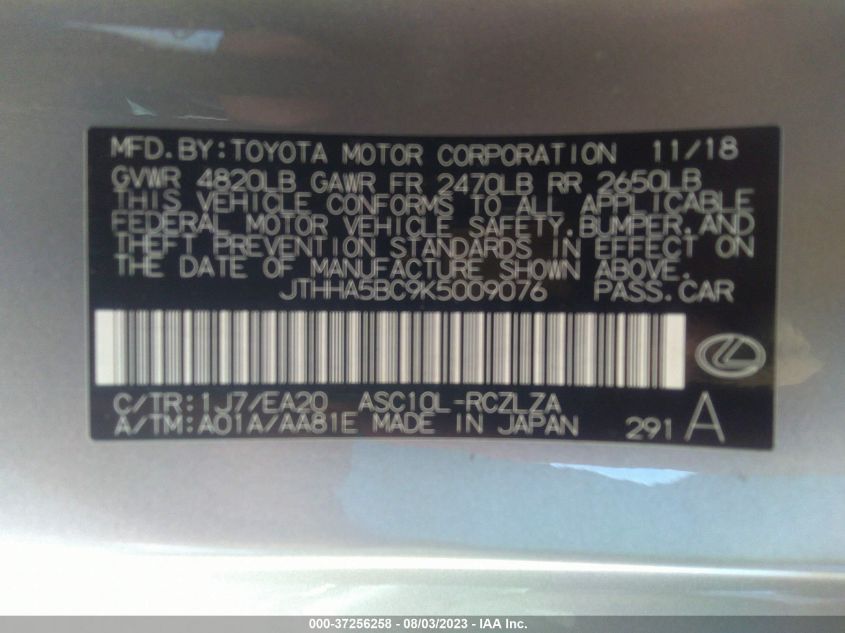 MFD.BY:TOYOTA MOTOR CORPORATION 11/18
GVWR 4820LB GAWR FR 2470LB RR 2650LB
THIS VEHICLE CONFORMS TO ALL APPLICABLE
FEDERAL MOTOR VEHICLE SAFETY,BUMPER,AND
THEFT PREVENTION STANDARDS IN EFFECT ON
THE DATE OF MANUFACTURE SHOWN ABOVE.
JTHHA5BC9K5009076 PASS.CAR
C/TR:1J7/EA20 ASC10L-RCZLZA
A/TM:A01A/AA81E MADE IN JAPAN 291 A
000-37256258 - 08/03/2023 - IAA, Inc.